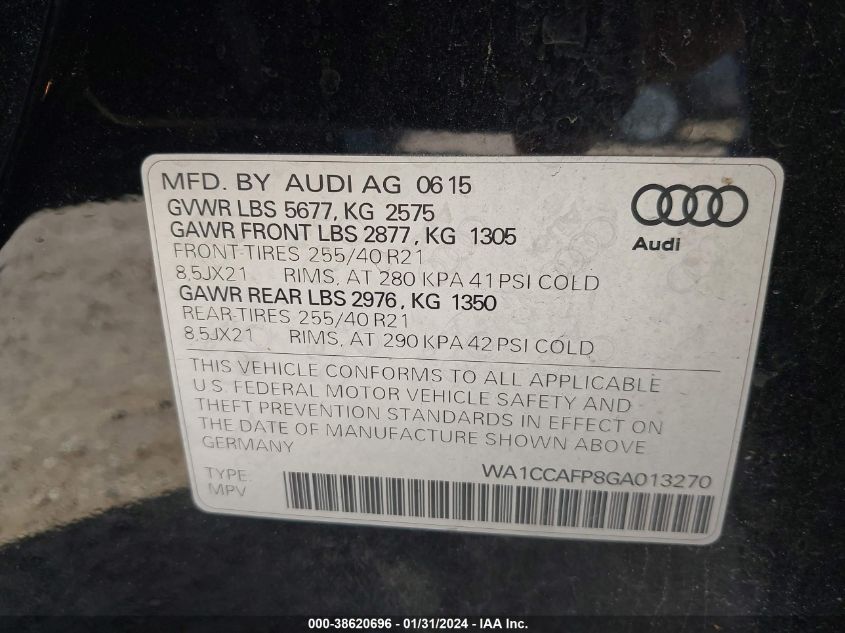 MFD. BY AUDI AG 0615
GVWR LBS 5677, KG 2575
GAWR FRONT LBS 2877, KG 1305
FRONT-TIRES 255/40 R21
8,5JX21 RIMS, AT 280 KPA 41 PSI COLD
GAWR REAR LBS 2976, KG 1350
REAR-TIRES 255/40 R21
8,5JX21 RIMS, AT 290 KPA 42 PSI COLD
Audi
THIS VEHICLE CONFORMS TO ALL APPLICABLE
U.S. FEDERAL MOTOR VEHICLE SAFETY AND
THEFT PREVENTION STANDARDS IN EFFECT ON
THE DATE OF MANUFACTURE SHOWN ABOVE
GERMANY
TYPE:
MPV
WA1CCAFP8GA013270
000-38620696 - 01/31/2024 - IAA Inc.